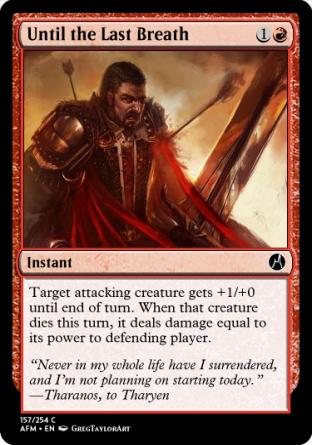 Until the Last Breath 1
Instant
Target attacking creature gets +1/+0
until end of turn. When that creature
dies this turn, it deals damage equal to
its power to defending player.
“Never in my whole life have I surrendered,
and I'm not planning on starting today.”
—Tharanos, to Tharyen
157/254 C
AFM • EN GregTaylorArt